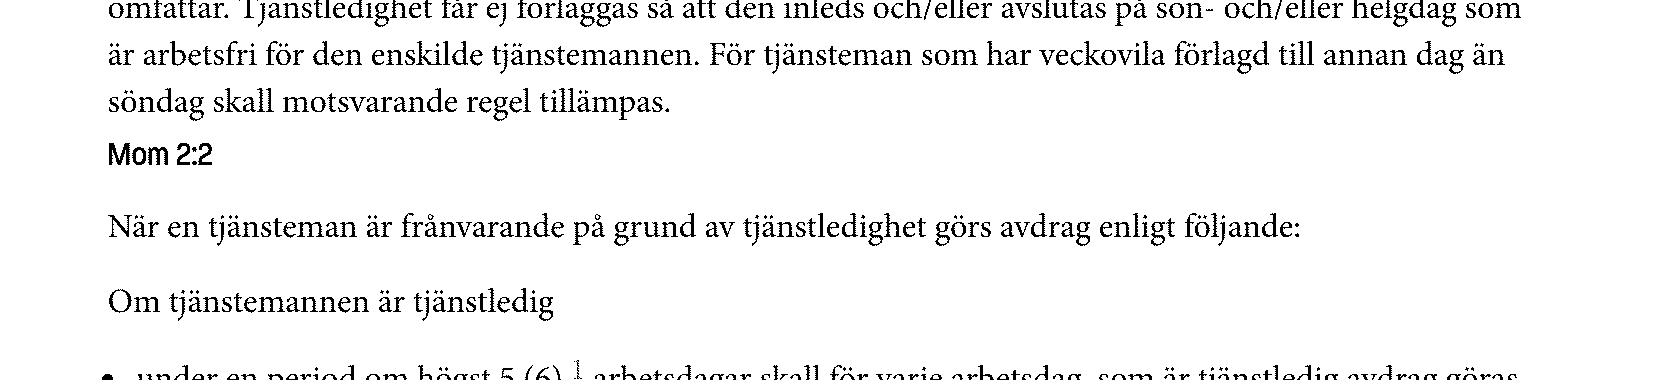 omfattar. Tjänstledighet får ej förläggas så att den inleds och/eller avslutas på sön- och/eller helgdag som
är arbetsfri för den enskilde tjänstemannen. För tjänsteman som har veckovila förlagd till annan dag än
söndag skall motsvarande regel tillämpas.
Mom 2:2
När en tjänsteman är frånvarande på grund av tjänstledighet görs avdrag enligt följande:
Om tjänstemannen är tjänstledig
• under en period om högst 5 (6) 1 arbetsdagar skall för varje arbetsdag, som är tjänstledig avdrag göras